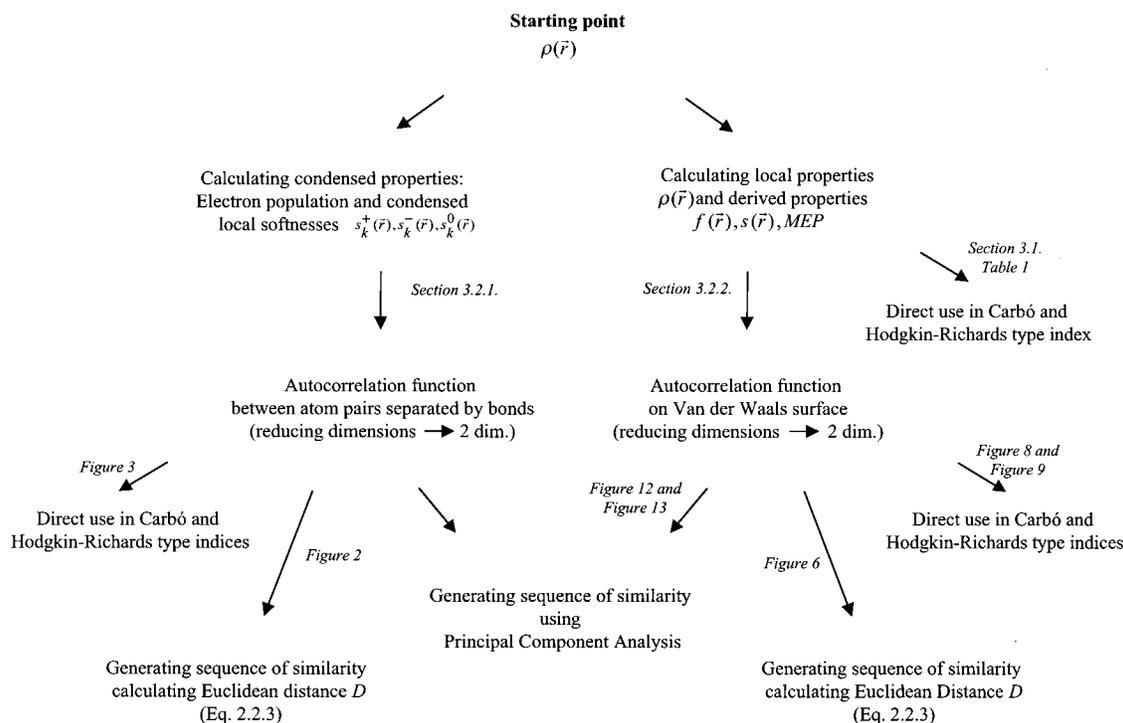 Starting point
ρ(r⃗)
Calculating condensed properties:
Electron population and condensed
local softnesses s_k^+(r⃗), s_k^-(r⃗), s_k^0(r⃗)
Calculating local properties
ρ(r⃗) and derived properties
f(r⃗), s(r⃗), MEP
Section 3.1.
Table 1
Direct use in Carbó and
Hodgkin-Richards type index
Section 3.2.1.
Section 3.2.2.
Autocorrelation function
between atom pairs separated by bonds
(reducing dimensions → 2 dim.)
Autocorrelation function
on Van der Waals surface
(reducing dimensions → 2 dim.)
Figure 3
Direct use in Carbó and
Hodgkin-Richards type indices
Figure 2
Figure 12 and
Figure 13
Figure 6
Figure 8 and
Figure 9
Direct use in Carbó and
Hodgkin-Richards type indices
Generating sequence of similarity
using
Principal Component Analysis
Generating sequence of similarity
calculating Euclidean distance D
(Eq. 2.2.3)
Generating sequence of similarity
calculating Euclidean Distance D
(Eq. 2.2.3)